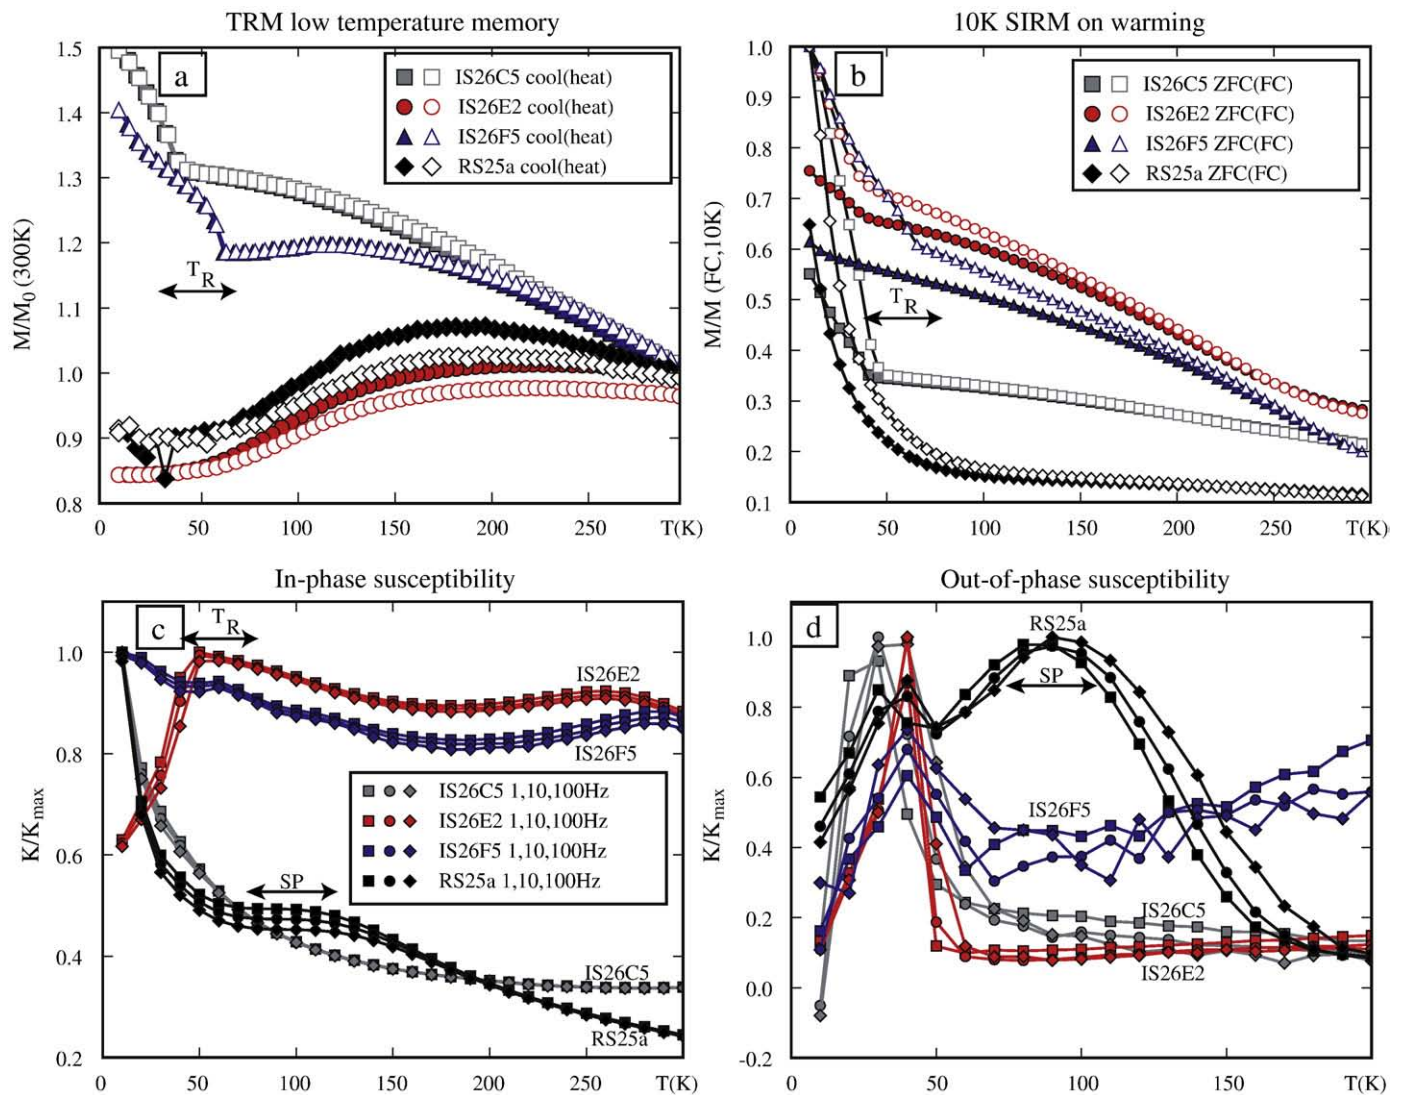 TRM low temperature memory
1.5
1.4
1.3
1.2
1.1
1.0
0.9
0.8
M/M0 (300K)
a
IS26C5 cool(heat)
IS26E2 cool(heat)
IS26F5 cool(heat)
RS25a cool(heat)
TR
0 50 100 150 200 250 T(K)
10K SIRM on warming
1.0
0.9
0.8
0.7
0.6
0.5
0.4
0.3
0.2
0.1
M/M (FC,10K)
b
IS26C5 ZFC(FC)
IS26E2 ZFC(FC)
IS26F5 ZFC(FC)
RS25a ZFC(FC)
TR
0 50 100 150 200 250 T(K)
In-phase susceptibility
1.0
0.8
0.6
0.4
0.2
K/Kmax
c
TR
IS26E2
IS26F5
IS26C5 1,10,100Hz
IS26E2 1,10,100Hz
IS26F5 1,10,100Hz
RS25a 1,10,100Hz
SP
IS26C5
RS25a
0 50 100 150 200 250 T(K)
Out-of-phase susceptibility
1.0
0.8
0.6
0.4
0.2
0.0
-0.2
K/Kmax
d
RS25a
SP
IS26F5
IS26C5
IS26E2
0 50 100 150 T(K)